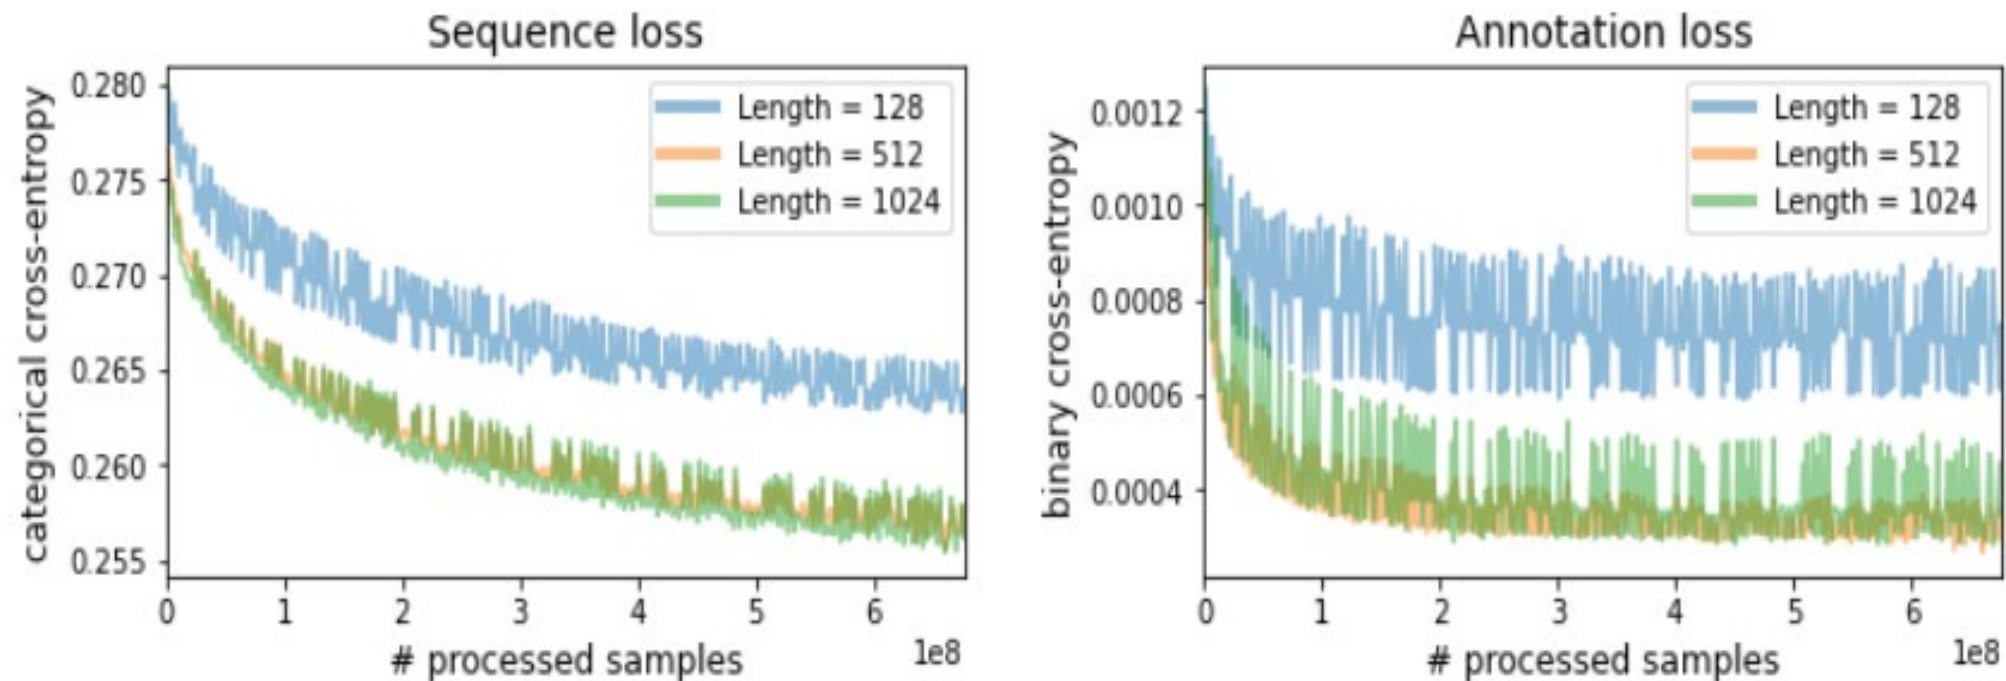 Sequence loss
categorical cross-entropy
0.280
0.275
0.270
0.265
0.260
0.255
Length = 128
Length = 512
Length = 1024
0 1 2 3 4 5 6
1e8
# processed samples
Annotation loss
binary cross-entropy
0.0012
0.0010
0.0008
0.0006
0.0004
Length = 128
Length = 512
Length = 1024
0 1 2 3 4 5 6
1e8
# processed samples